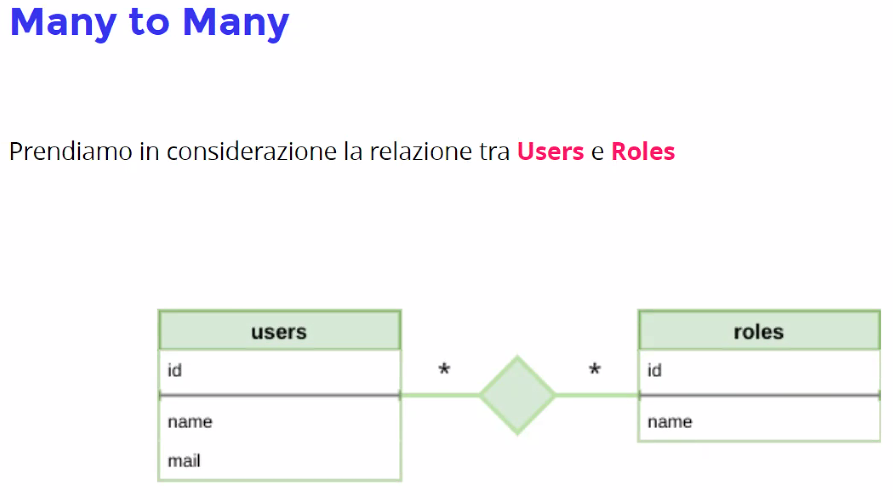 Many to Many
Prendiamo in considerazione la relazione tra Users e Roles
users
id
name
mail
*
*
roles
id
name